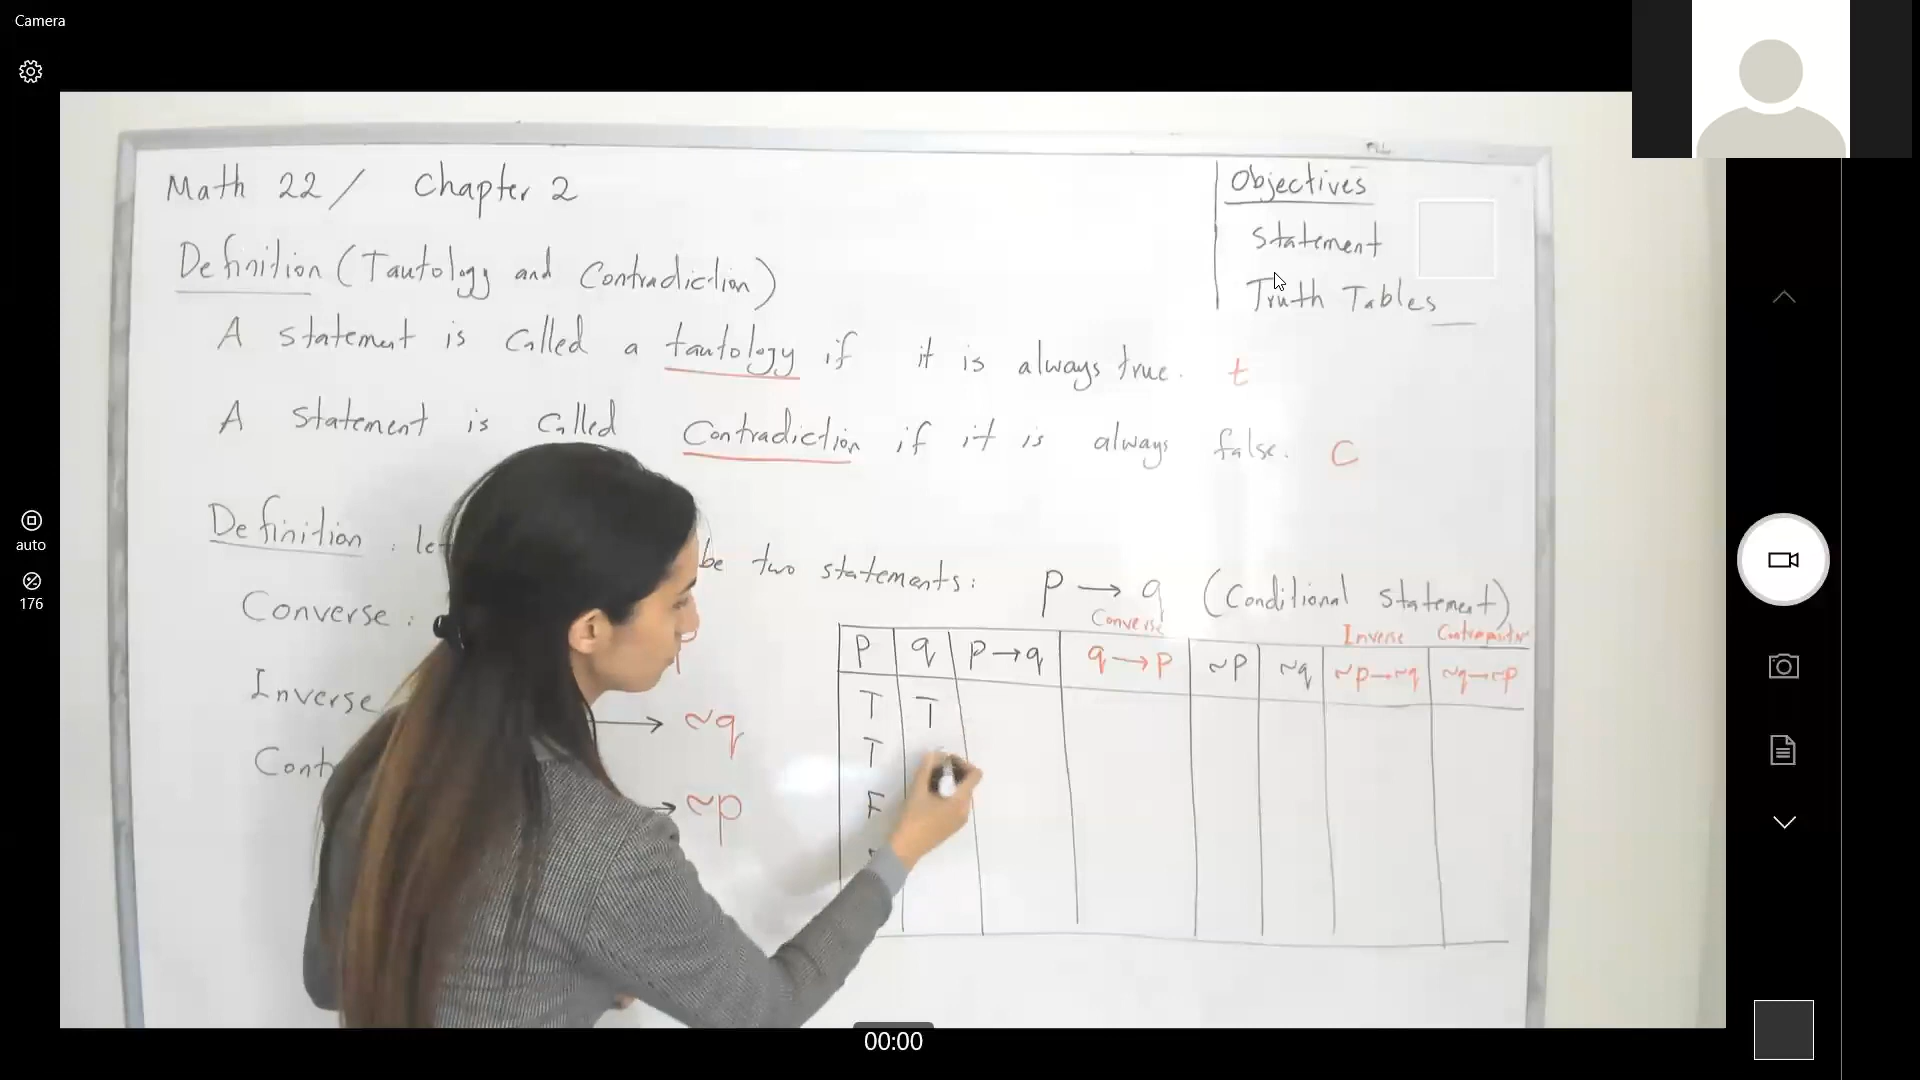 Camera
Math 22 / Chapter 2
Objectives
Statement
Truth Tables
Definition (Tautology and Contradiction)
A statement is called a tautology if it is always true. t
A statement is called Contradiction if it is always false. C
Definition : let be two statements: p → q (Conditional statement)
Converse :
Inverse → ~q
Cont → ~p
Converse Inverse
p q p→q q→p ~p ~q ~p→~q ~q→~p
T T
T
F
auto
176
00:00